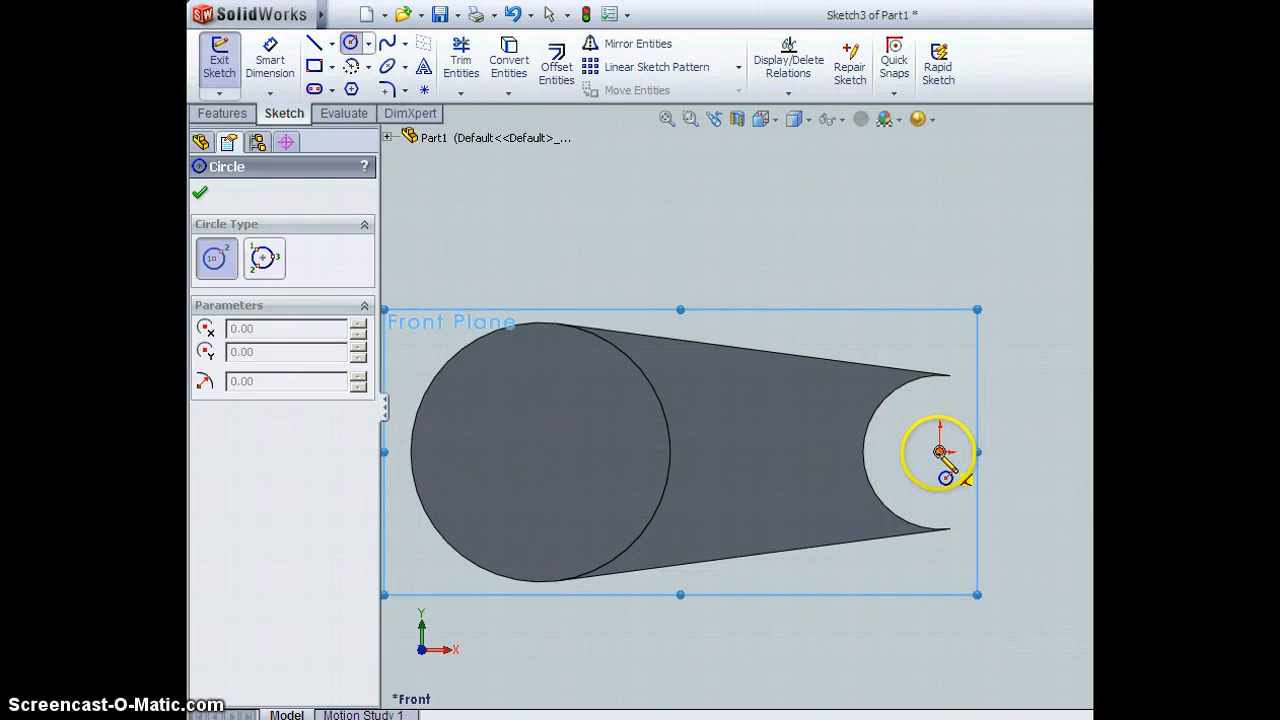 SolidWorks
Sketch3 of Part1 *
Exit Sketch
Smart Dimension
Trim Entities
Convert Entities
Offset Entities
Mirror Entities
Linear Sketch Pattern
Move Entities
Display/Delete Relations
Repair Sketch
Quick Snaps
Rapid Sketch
Features
Sketch
Evaluate
DimXpert
Part1 (Default<<Default>_...
Circle
?
Circle Type
Parameters
0.00
0.00
0.00
Front Plane
Y
X
*Front
Model
Motion Study 1
Screencast-O-Matic.com